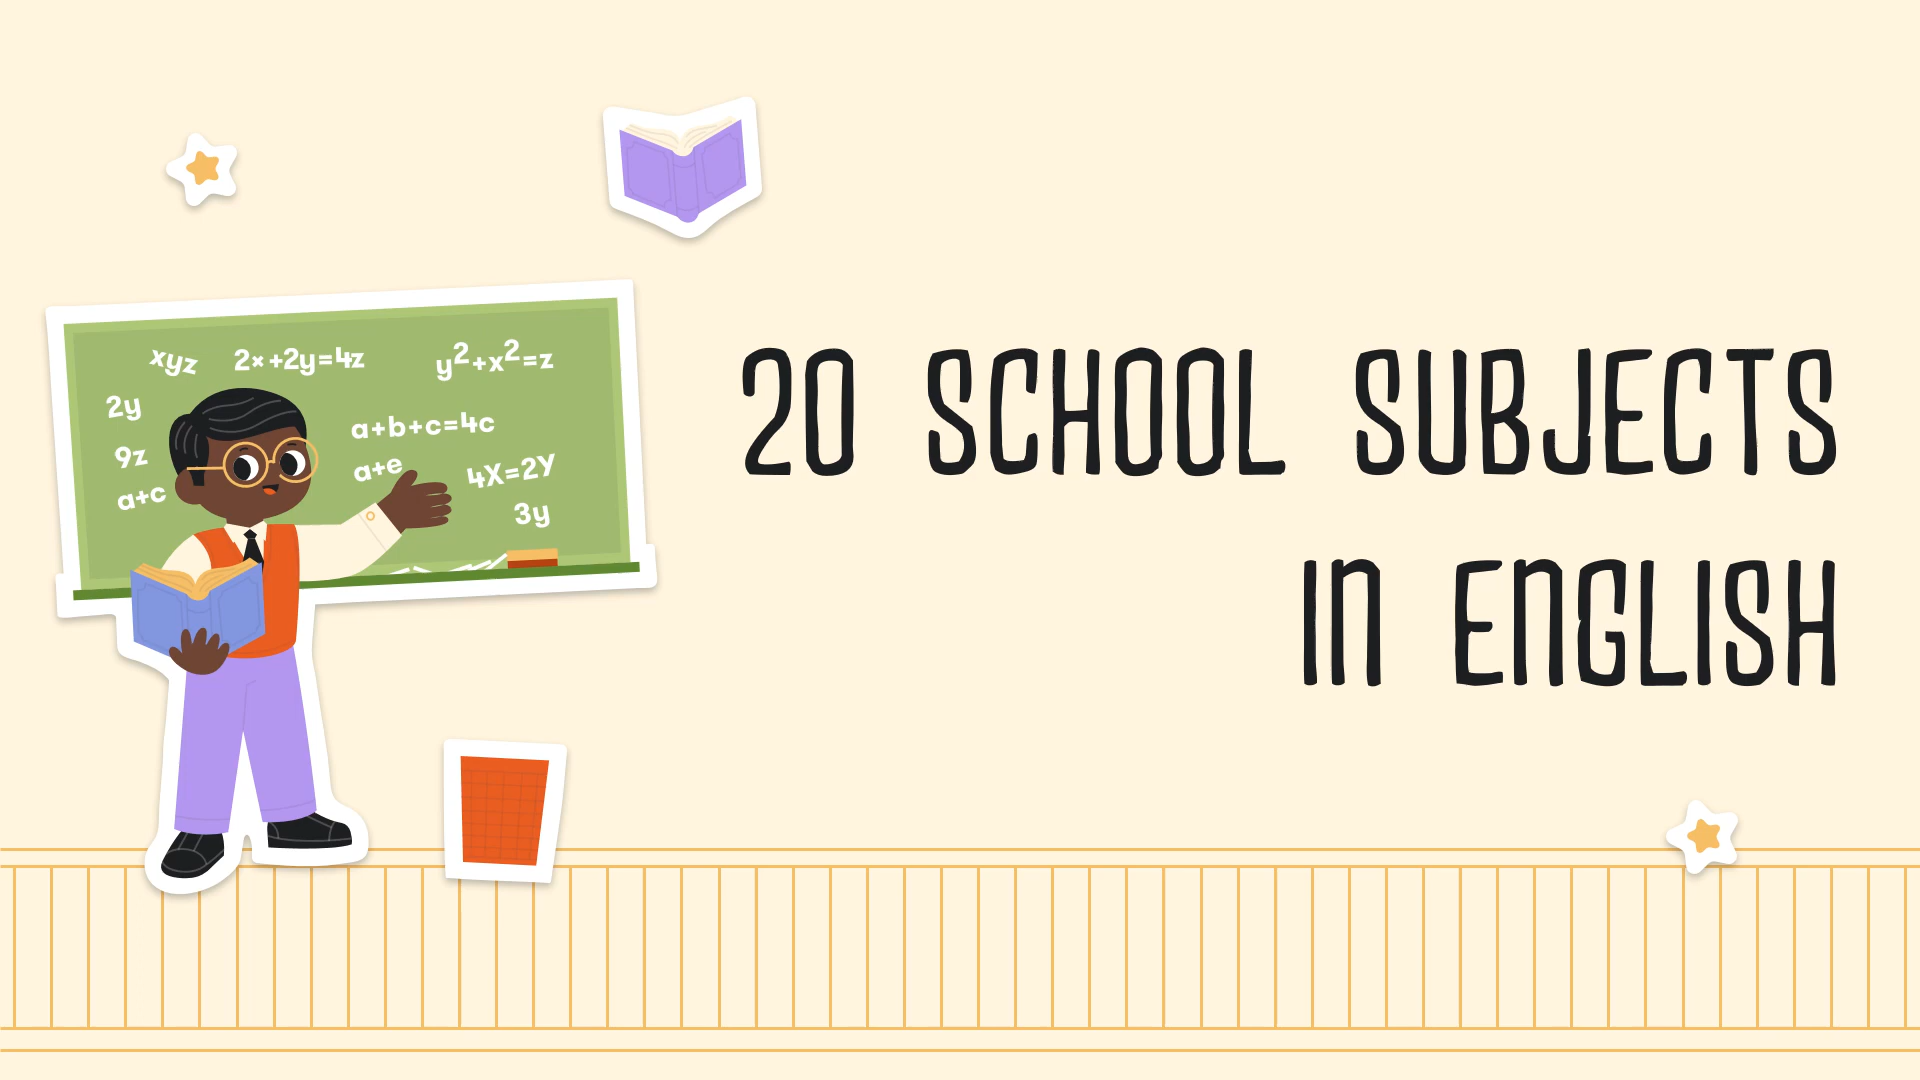 xyz 2x+2y=4z y²+x²=z
2y
a+b+c=4c
9z
a+e
4X=2Y
a+c
3y
20 SCHOOL SUBJECTS
IN ENGLISH